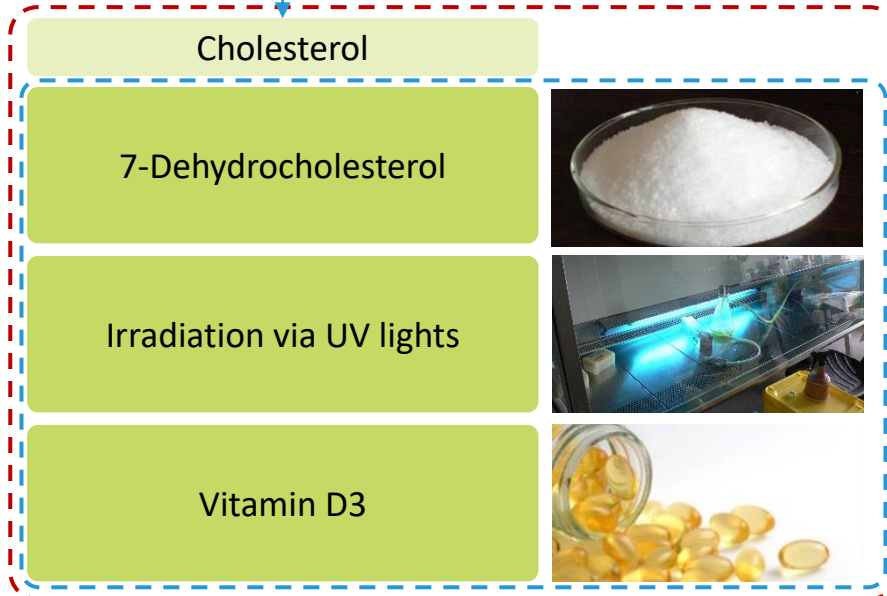 Cholesterol
7-Dehydrocholesterol
Irradiation via UV lights
Vitamin D3